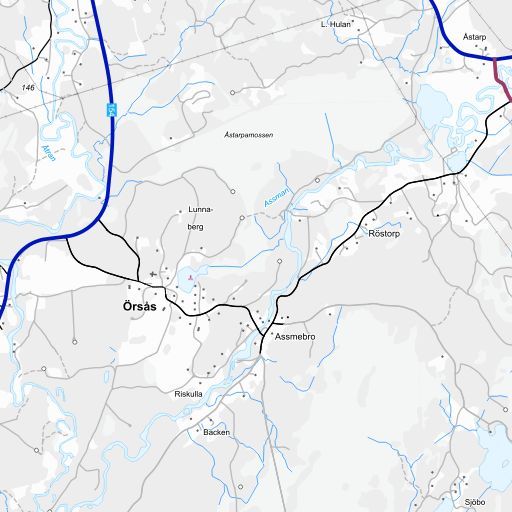 L. Hulan
Åstarp
146
Åstarpamossen
Ätran
Assman
Lunna-
berg
Röstorp
Örsås
Assmebro
Riskulla
Backen
Sjöbo